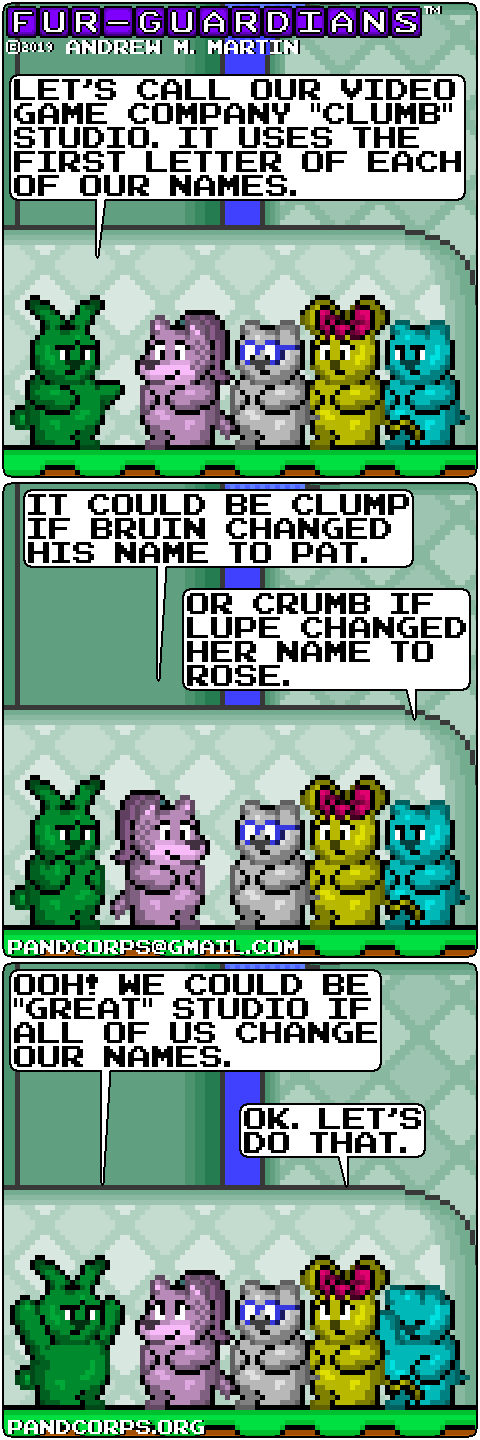 FUR-GUARDIANS™
©2019 ANDREW M. MARTIN
LET'S CALL OUR VIDEO
GAME COMPANY "CLUMB"
STUDIO. IT USES THE
FIRST LETTER OF EACH
OF OUR NAMES.
IT COULD BE CLUMP
IF BRUIN CHANGED
HIS NAME TO PAT.
OR CRUMB IF
LUPE CHANGED
HER NAME TO
ROSE.
PANDCORPS@GMAIL.COM
OOH! WE COULD BE
"GREAT" STUDIO IF
ALL OF US CHANGE
OUR NAMES.
OK. LET'S
DO THAT.
PANDCORPS.ORG